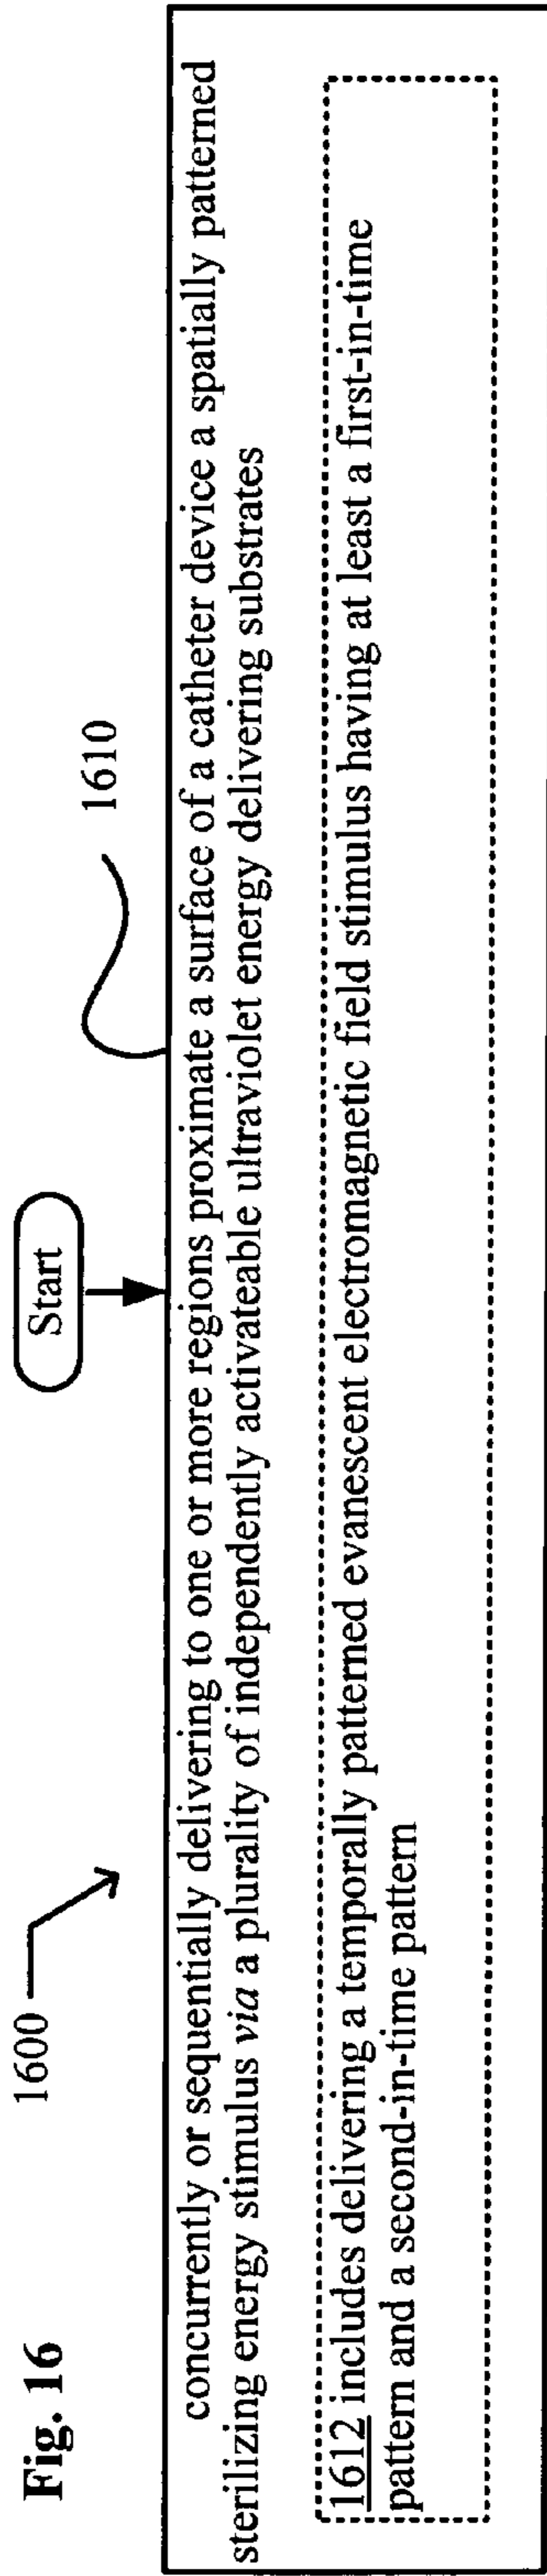 Fig. 16
1600
Start
1610
concurrently or sequentially delivering to one or more regions proximate a surface of a catheter device a spatially patterned
sterilizing energy stimulus via a plurality of independently activateable ultraviolet energy delivering substrates
1612 includes delivering a temporally patterned evanescent electromagnetic field stimulus having at least a first-in-time
pattern and a second-in-time pattern